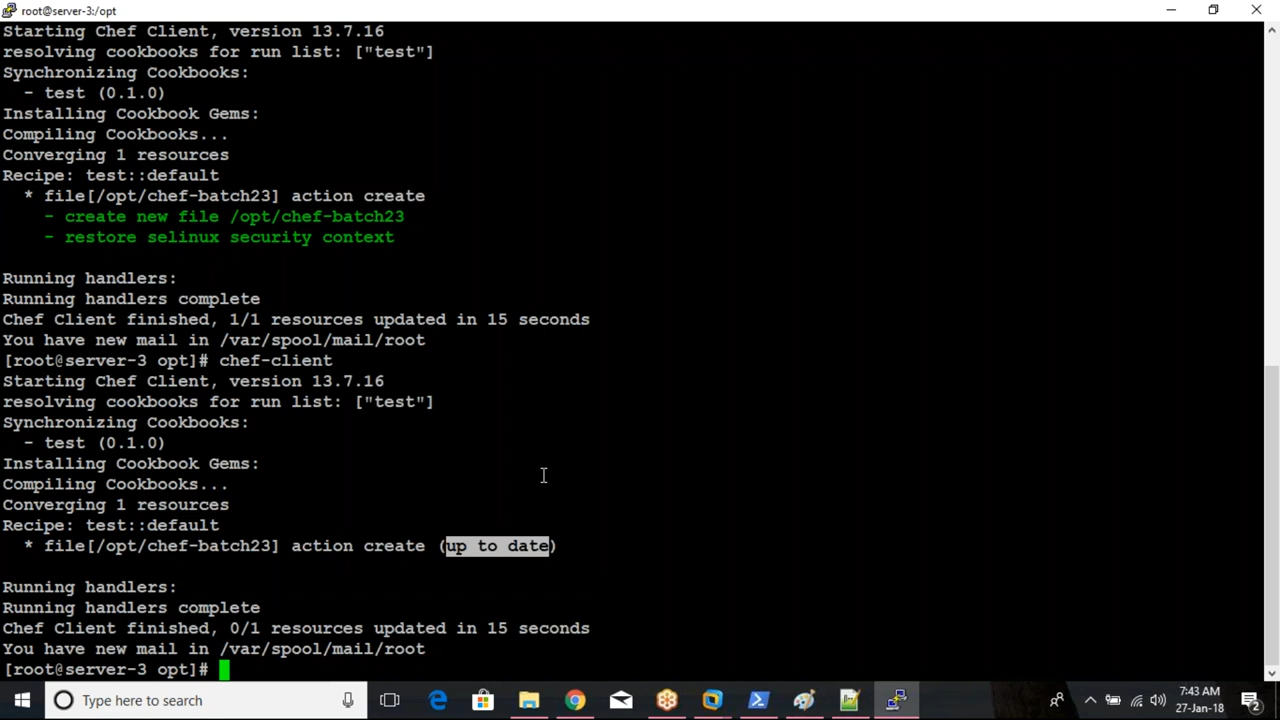 root@server-3:/opt
Starting Chef Client, version 13.7.16
resolving cookbooks for run list: ["test"]
Synchronizing Cookbooks:
  - test (0.1.0)
Installing Cookbook Gems:
Compiling Cookbooks...
Converging 1 resources
Recipe: test::default
  * file[/opt/chef-batch23] action create
    - create new file /opt/chef-batch23
    - restore selinux security context
Running handlers:
Running handlers complete
Chef Client finished, 1/1 resources updated in 15 seconds
You have new mail in /var/spool/mail/root
[root@server-3 opt]# chef-client
Starting Chef Client, version 13.7.16
resolving cookbooks for run list: ["test"]
Synchronizing Cookbooks:
  - test (0.1.0)
Installing Cookbook Gems:
Compiling Cookbooks...
Converging 1 resources
Recipe: test::default
  * file[/opt/chef-batch23] action create (up to date)
Running handlers:
Running handlers complete
Chef Client finished, 0/1 resources updated in 15 seconds
You have new mail in /var/spool/mail/root
[root@server-3 opt]#
Type here to search
7:43 AM
27-Jan-18
2